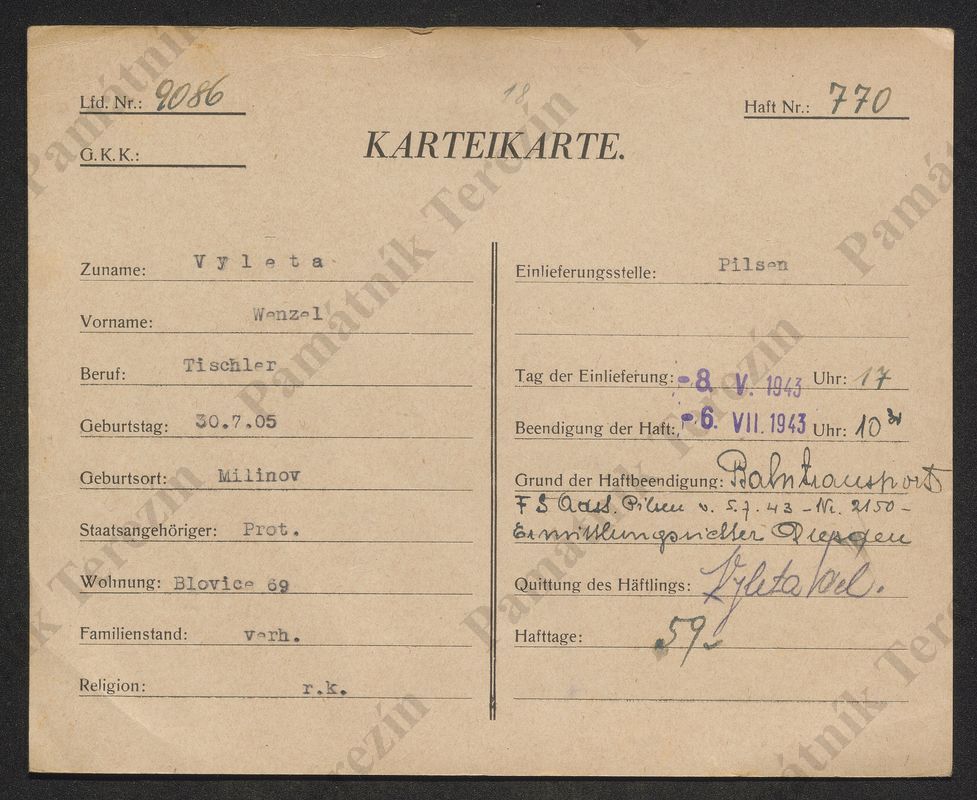 Lfd. Nr.: 9086
18
Haft Nr.: 770
G.K.K.:
KARTEIKARTE.
Zuname: Vyleta
Vorname: Wenzel
Beruf: Tischler
Geburtstag: 30.7.05
Geburtsort: Milinov
Staatsangehöriger: Prot.
Wohnung: Blovice 69
Familienstand: verh.
Religion: r.k.
Einlieferungsstelle: Pilsen
Tag der Einlieferung: -8. V. 1943 Uhr: 17
Beendigung der Haft: -6. VII. 1943 Uhr: 10 30
Grund der Haftbeendigung: Bahntransport
FS Adst. Pilsen v. 5.7.43 - Nr. 2150 -
Ermittlungsrichter Dresden
Quittung des Häftlings: Vyleta
Hafttage: 59.-
Památník Terezín